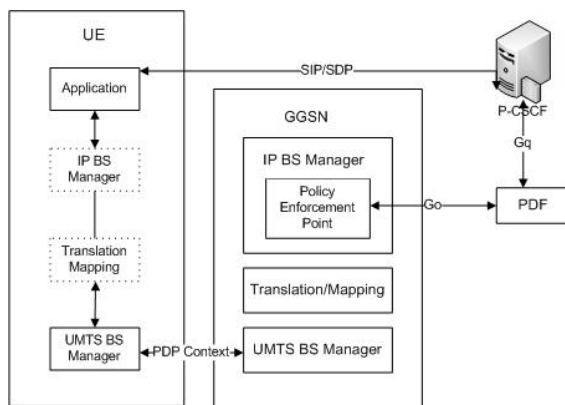 UE
Application
IP BS
Manager
Translation
Mapping
UMTS BS
Manager
SIP/SDP
PDP Context
GGSN
IP BS Manager
Policy
Enforcement
Point
Translation/Mapping
UMTS BS Manager
Go
P-CSCF
Gq
PDF